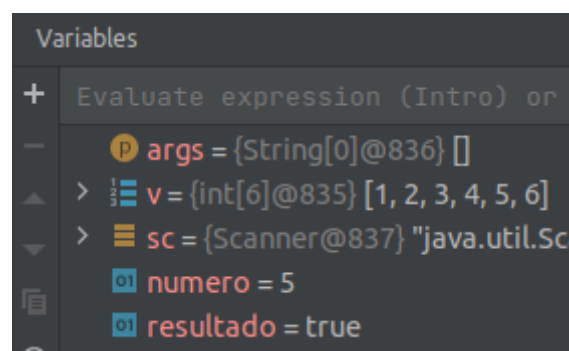 Variables
Evaluate expression (Intro) or
args = {String[0]@836} []
v = {int[6]@835} [1, 2, 3, 4, 5, 6]
sc = {Scanner@837} "java.util.Sc
numero = 5
resultado = true